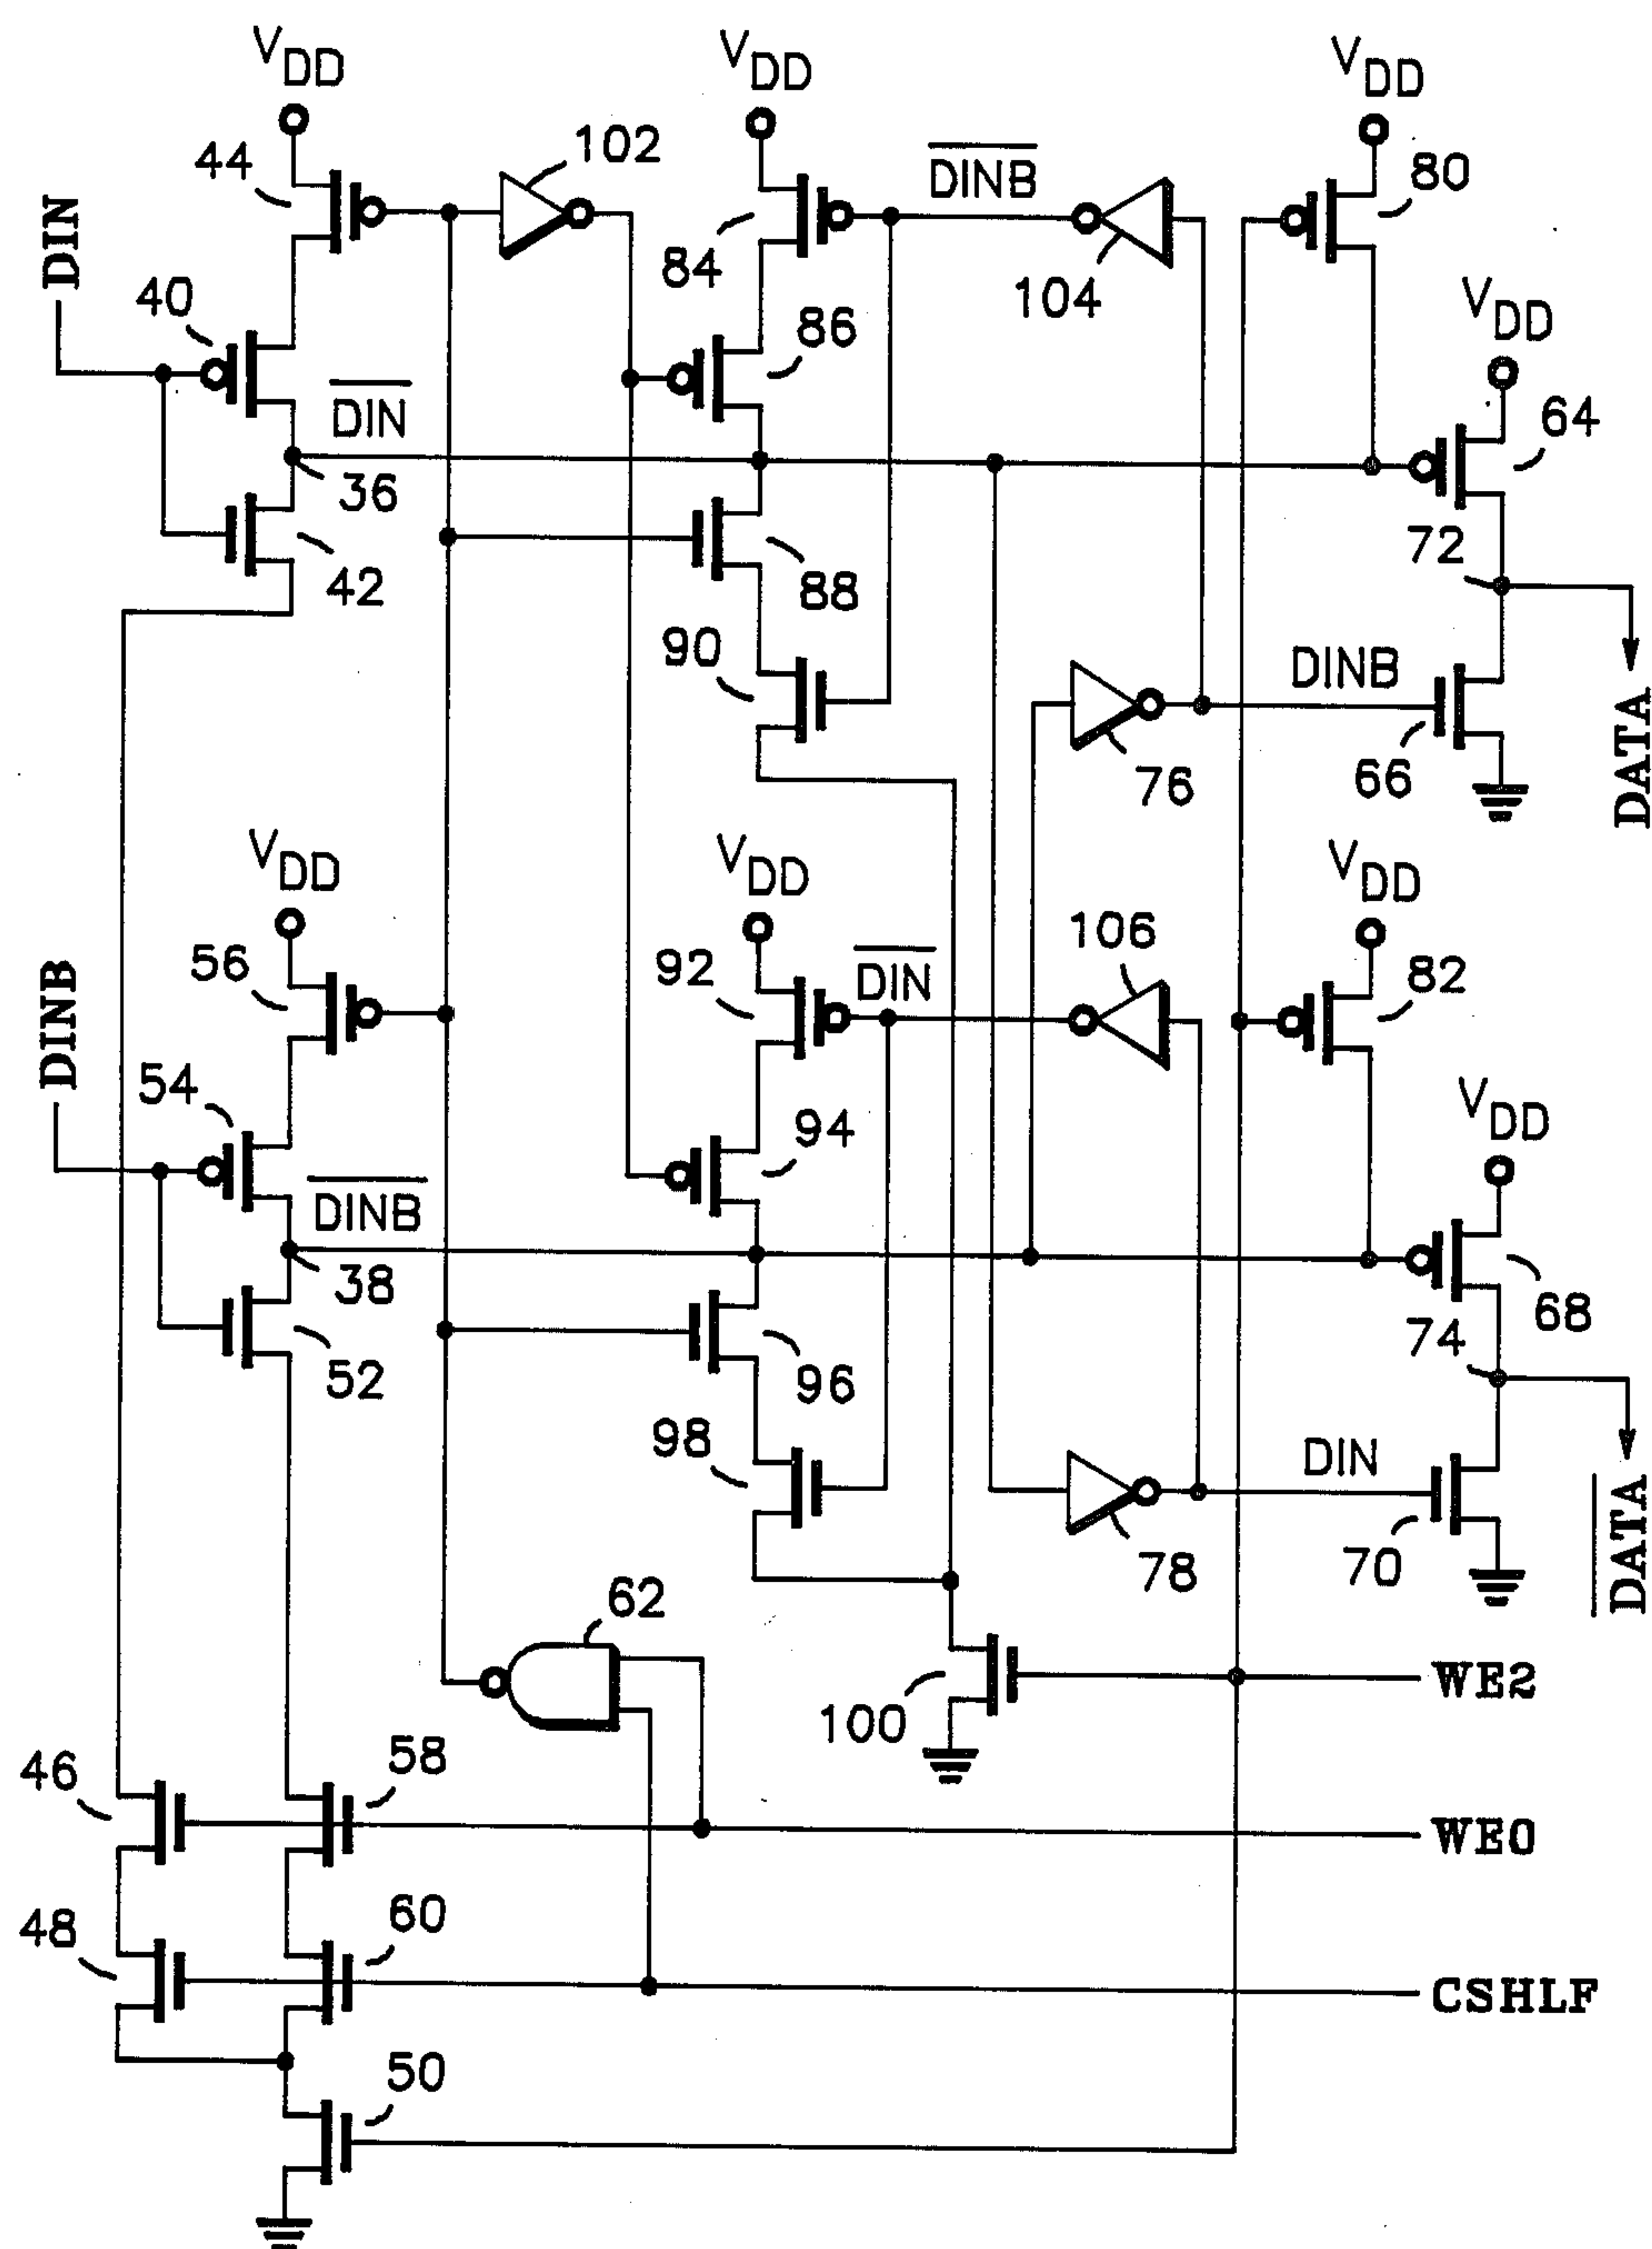 VDD
VDD
VDD
44
102
DINB
80
DIN
40
84
104
VDD
86
DIN
64
36
72
42
88
90
DINB
DATA
76
66
VDD
VDD
VDD
56
92
DIN
106
82
DINB
54
94
VDD
DINB
38
68
74
52
96
98
DIN
DATA
78
70
62
WE2
100
58
46
WE0
60
48
CSHLF
50